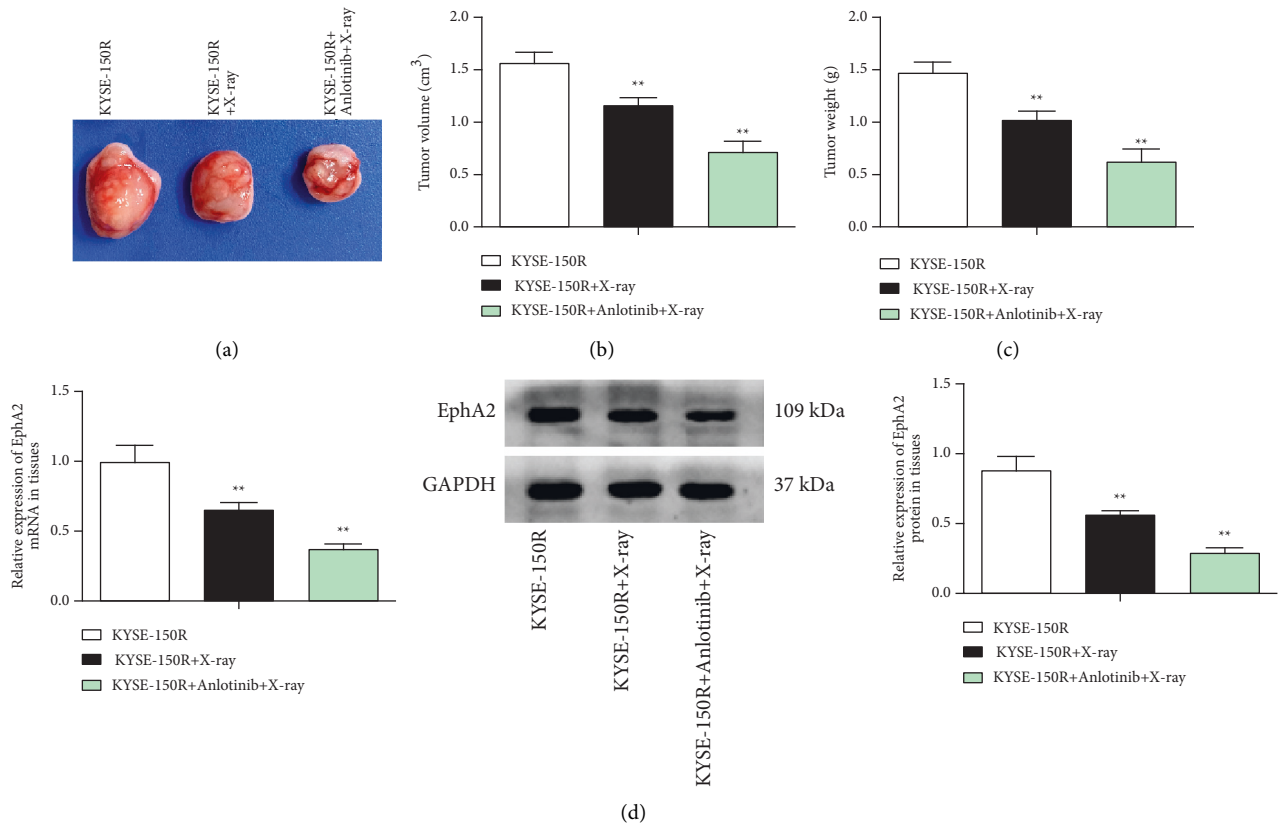 KYSE-150R
KYSE-150R
+X-ray
KYSE-150R+
Anlotinib+X-ray
(a)
Tumor volume (cm³)
2.0
1.5
1.0
0.5
0.0
**
**
KYSE-150R
KYSE-150R+X-ray
KYSE-150R+Anlotinib+X-ray
(b)
Tumor weight (g)
2.0
1.5
1.0
0.5
0.0
**
**
KYSE-150R
KYSE-150R+X-ray
KYSE-150R+Anlotinib+X-ray
(c)
Relative expression of EphA2
mRNA in tissues
1.5
1.0
0.5
0.0
**
**
KYSE-150R
KYSE-150R+X-ray
KYSE-150R+Anlotinib+X-ray
EphA2
109 kDa
GAPDH
37 kDa
KYSE-150R
KYSE-150R+X-ray
KYSE-150R+Anlotinib+X-ray
Relative expression of EphA2
protein in tissues
1.5
1.0
0.5
0.0
**
**
KYSE-150R
KYSE-150R+X-ray
KYSE-150R+Anlotinib+X-ray
(d)